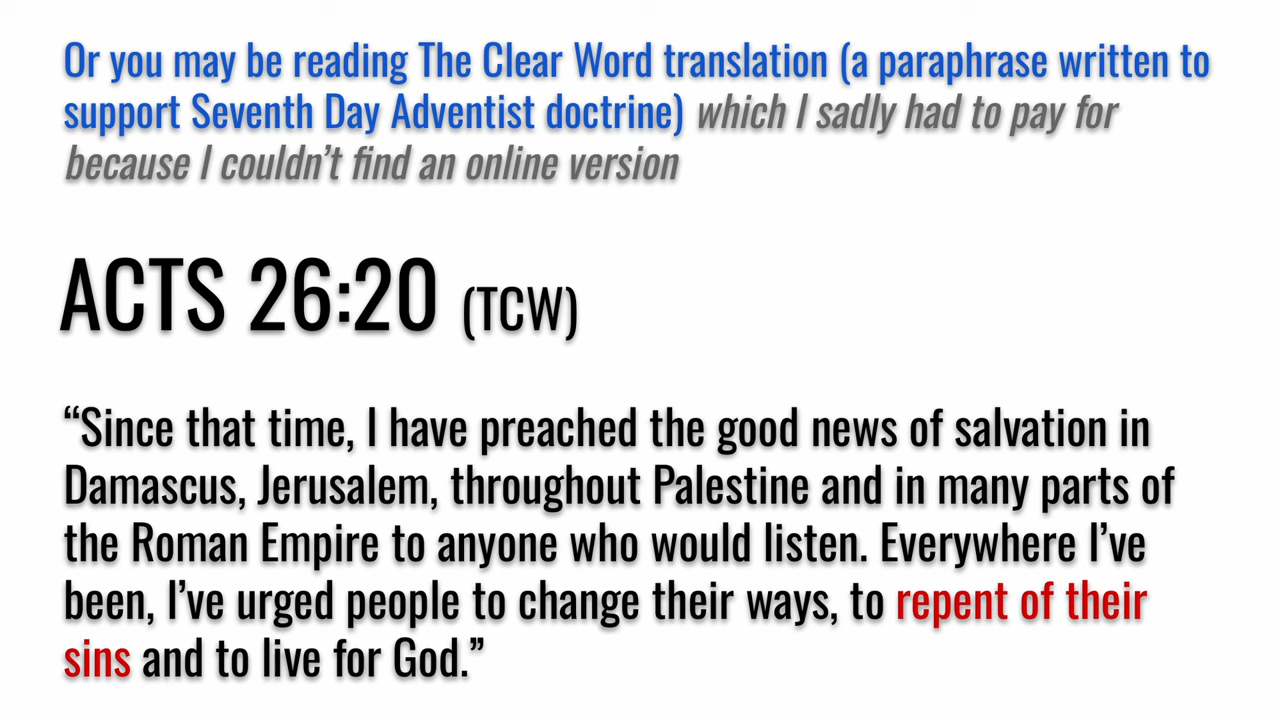 Or you may be reading The Clear Word translation (a paraphrase written to
support Seventh Day Adventist doctrine) which I sadly had to pay for
because I couldn’t find an online version
ACTS 26:20 (TCW)
“Since that time, I have preached the good news of salvation in
Damascus, Jerusalem, throughout Palestine and in many parts of
the Roman Empire to anyone who would listen. Everywhere I’ve
been, I’ve urged people to change their ways, to repent of their
sins and to live for God.”